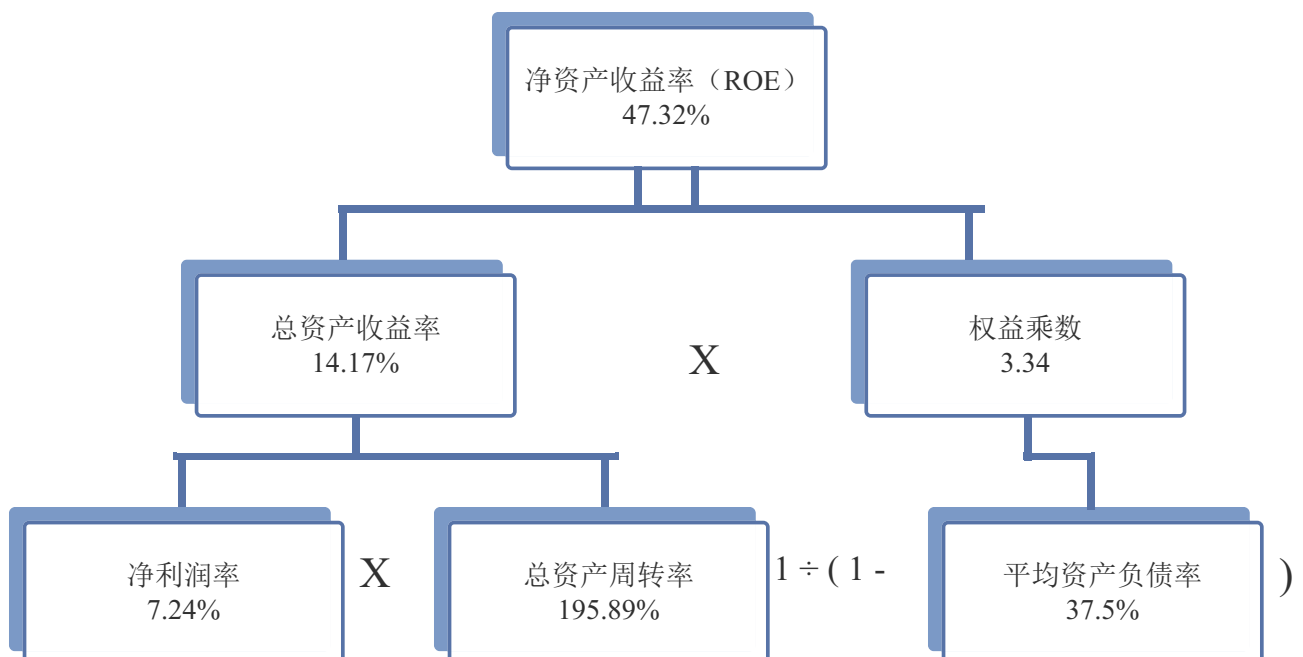 净资产收益率（ROE）
47.32%
总资产收益率
14.17%
X
权益乘数
3.34
净利润率
7.24%
X
总资产周转率
195.89%
1 ÷ ( 1 -
平均资产负债率
37.5%
)